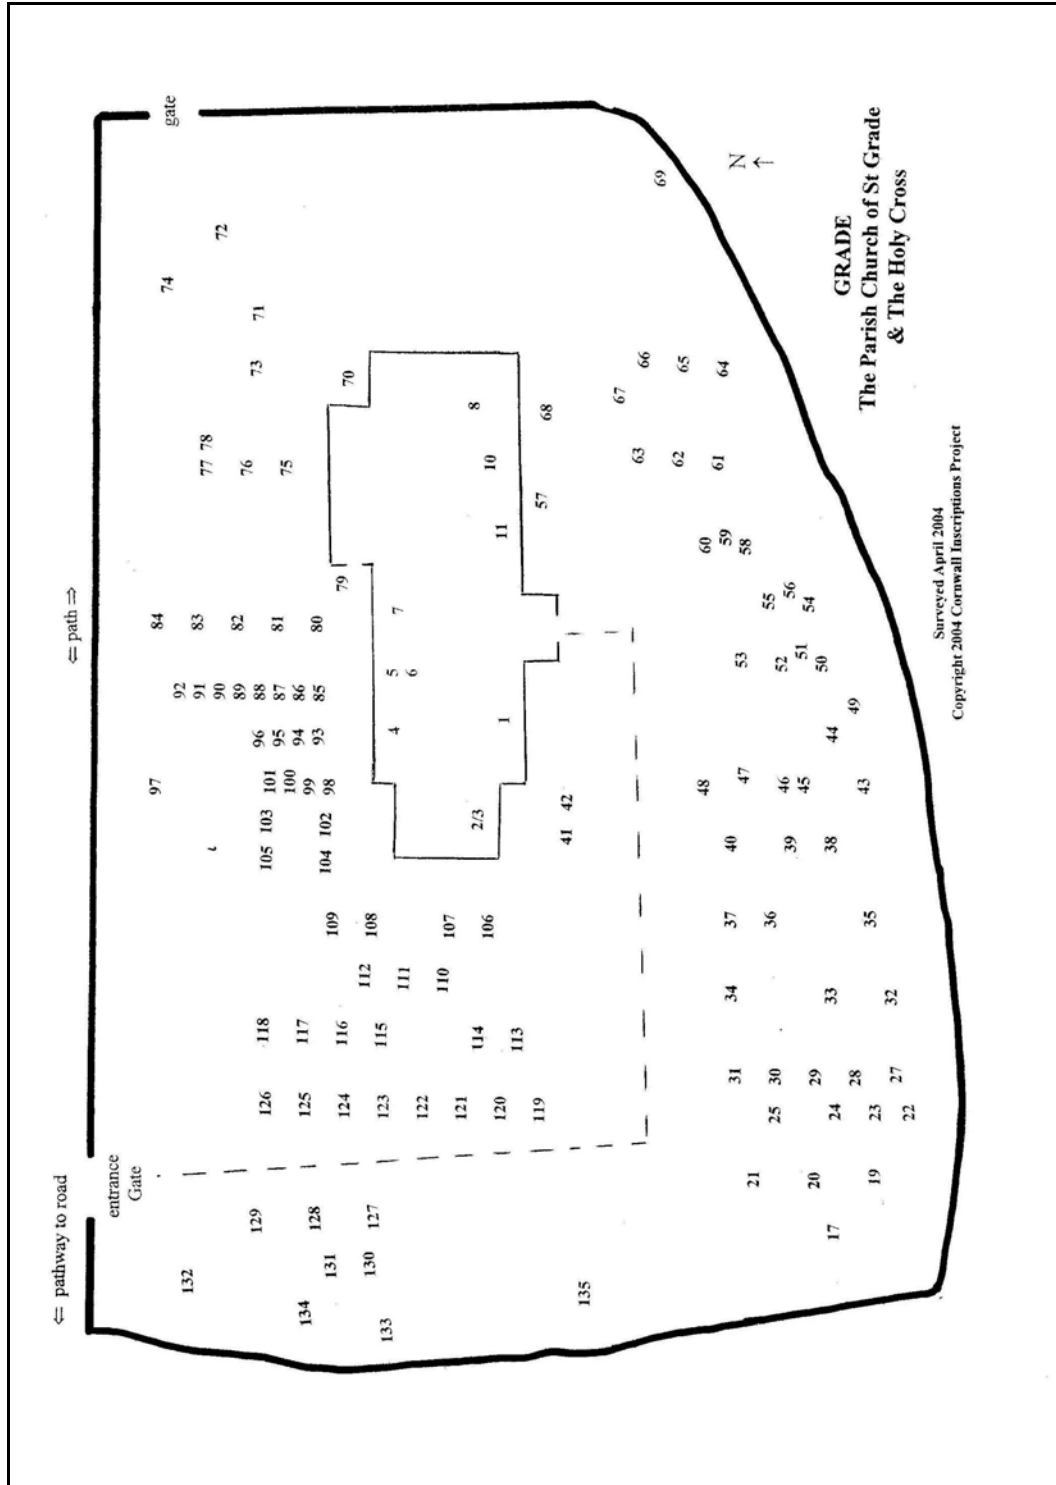 ⇐ pathway to road
⇐ path ⇒
entrance
Gate
gate
97 84 74
92
132
91 83
77 78
90 72
89 82 76
129 96 88 73 71
126 118 105 103 101
95 87 81 75
100
125 117 94 86
134 99
128 93 85 80
104 102 98
131 109
124 116 79 70
112
130 108
127
115
133 123
4 5 7
111 6
122
110 107
121
8
114 2/3
106 10
120 1 11
113
119 57 68
41 42
135
67
63 66
69
62 65
48 60
61 64
59
31 34 37 40
53
47 58
N
↑
21
25 30 36 55
46 52
39 56
45 51
54
20 29
50
17 24 33 38 44
28 49
43
19 23 35
32
27
22
GRADE
The Parish Church of St Grade
& The Holy Cross
Surveyed April 2004
Copyright 2004 Cornwall Inscriptions Project